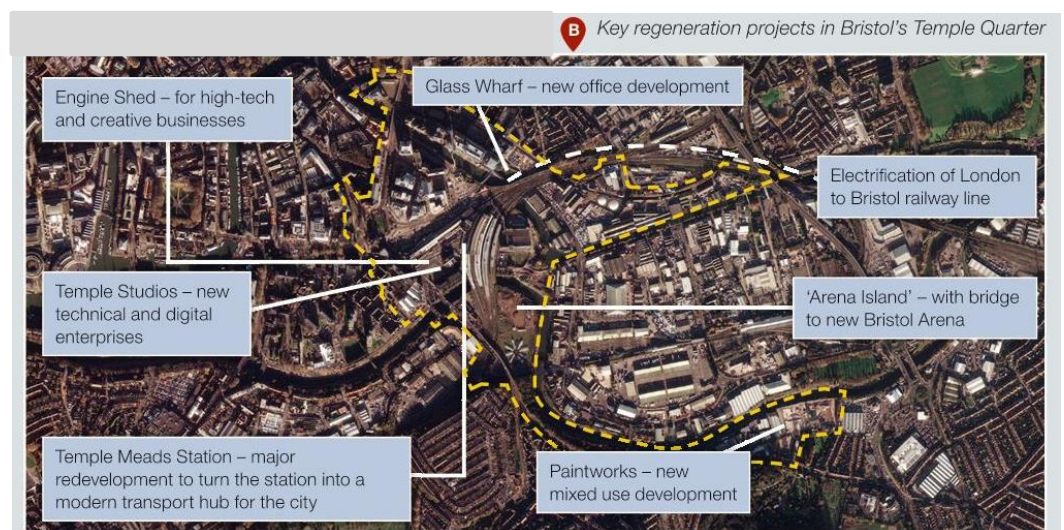 B Key regeneration projects in Bristol's Temple Quarter
Engine Shed – for high-tech
and creative businesses
Glass Wharf – new office development
Electrification of London
to Bristol railway line
Temple Studios – new
technical and digital
enterprises
'Arena Island' – with bridge
to new Bristol Arena
Temple Meads Station – major
redevelopment to turn the station into a
modern transport hub for the city
Paintworks – new
mixed use development